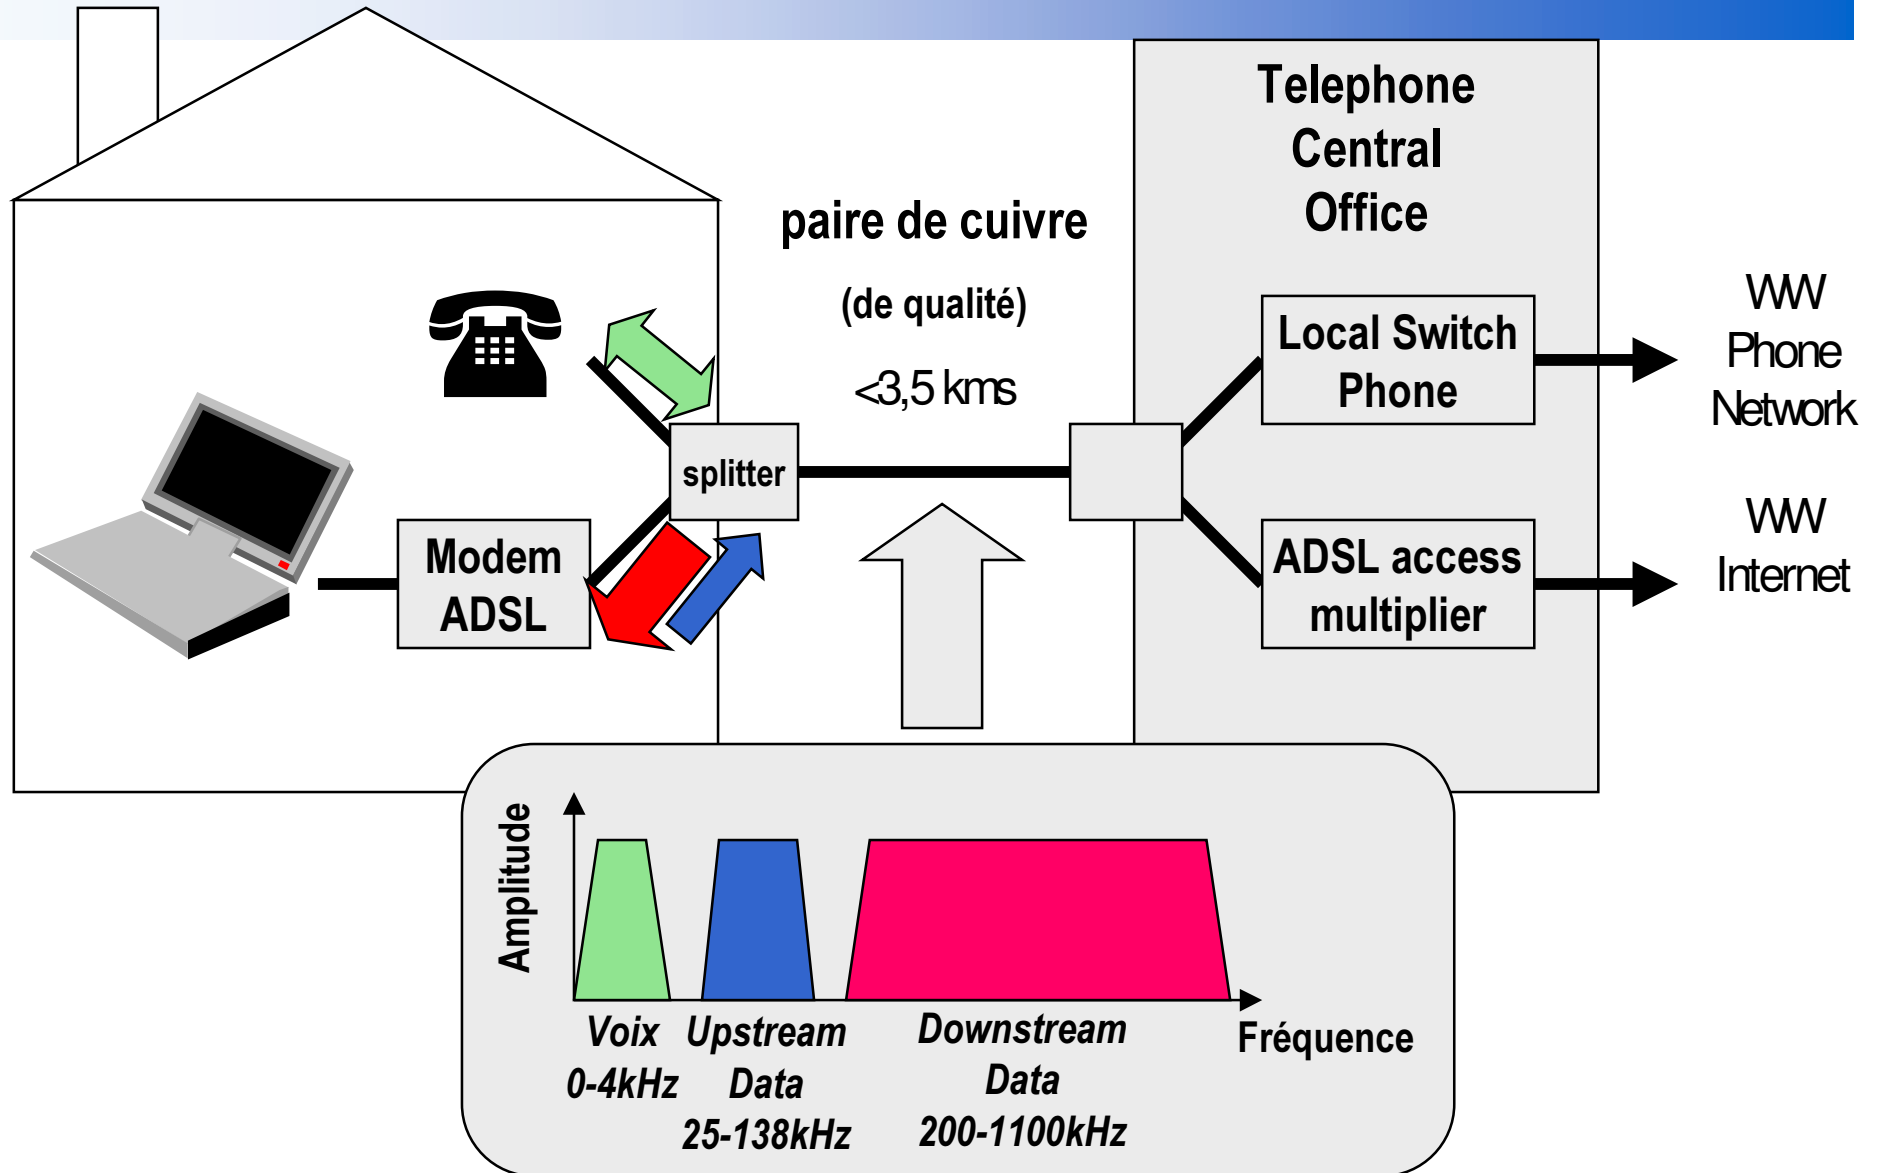 Telephone
Central
Office
paire de cuivre
(de qualité)
<3,5 kms
Local Switch
Phone
WW
Phone
Network
splitter
Modem
ADSL
ADSL access
multiplier
WW
Internet
Amplitude
Voix
0-4kHz
Upstream
Data
25-138kHz
Downstream
Data
200-1100kHz
Fréquence